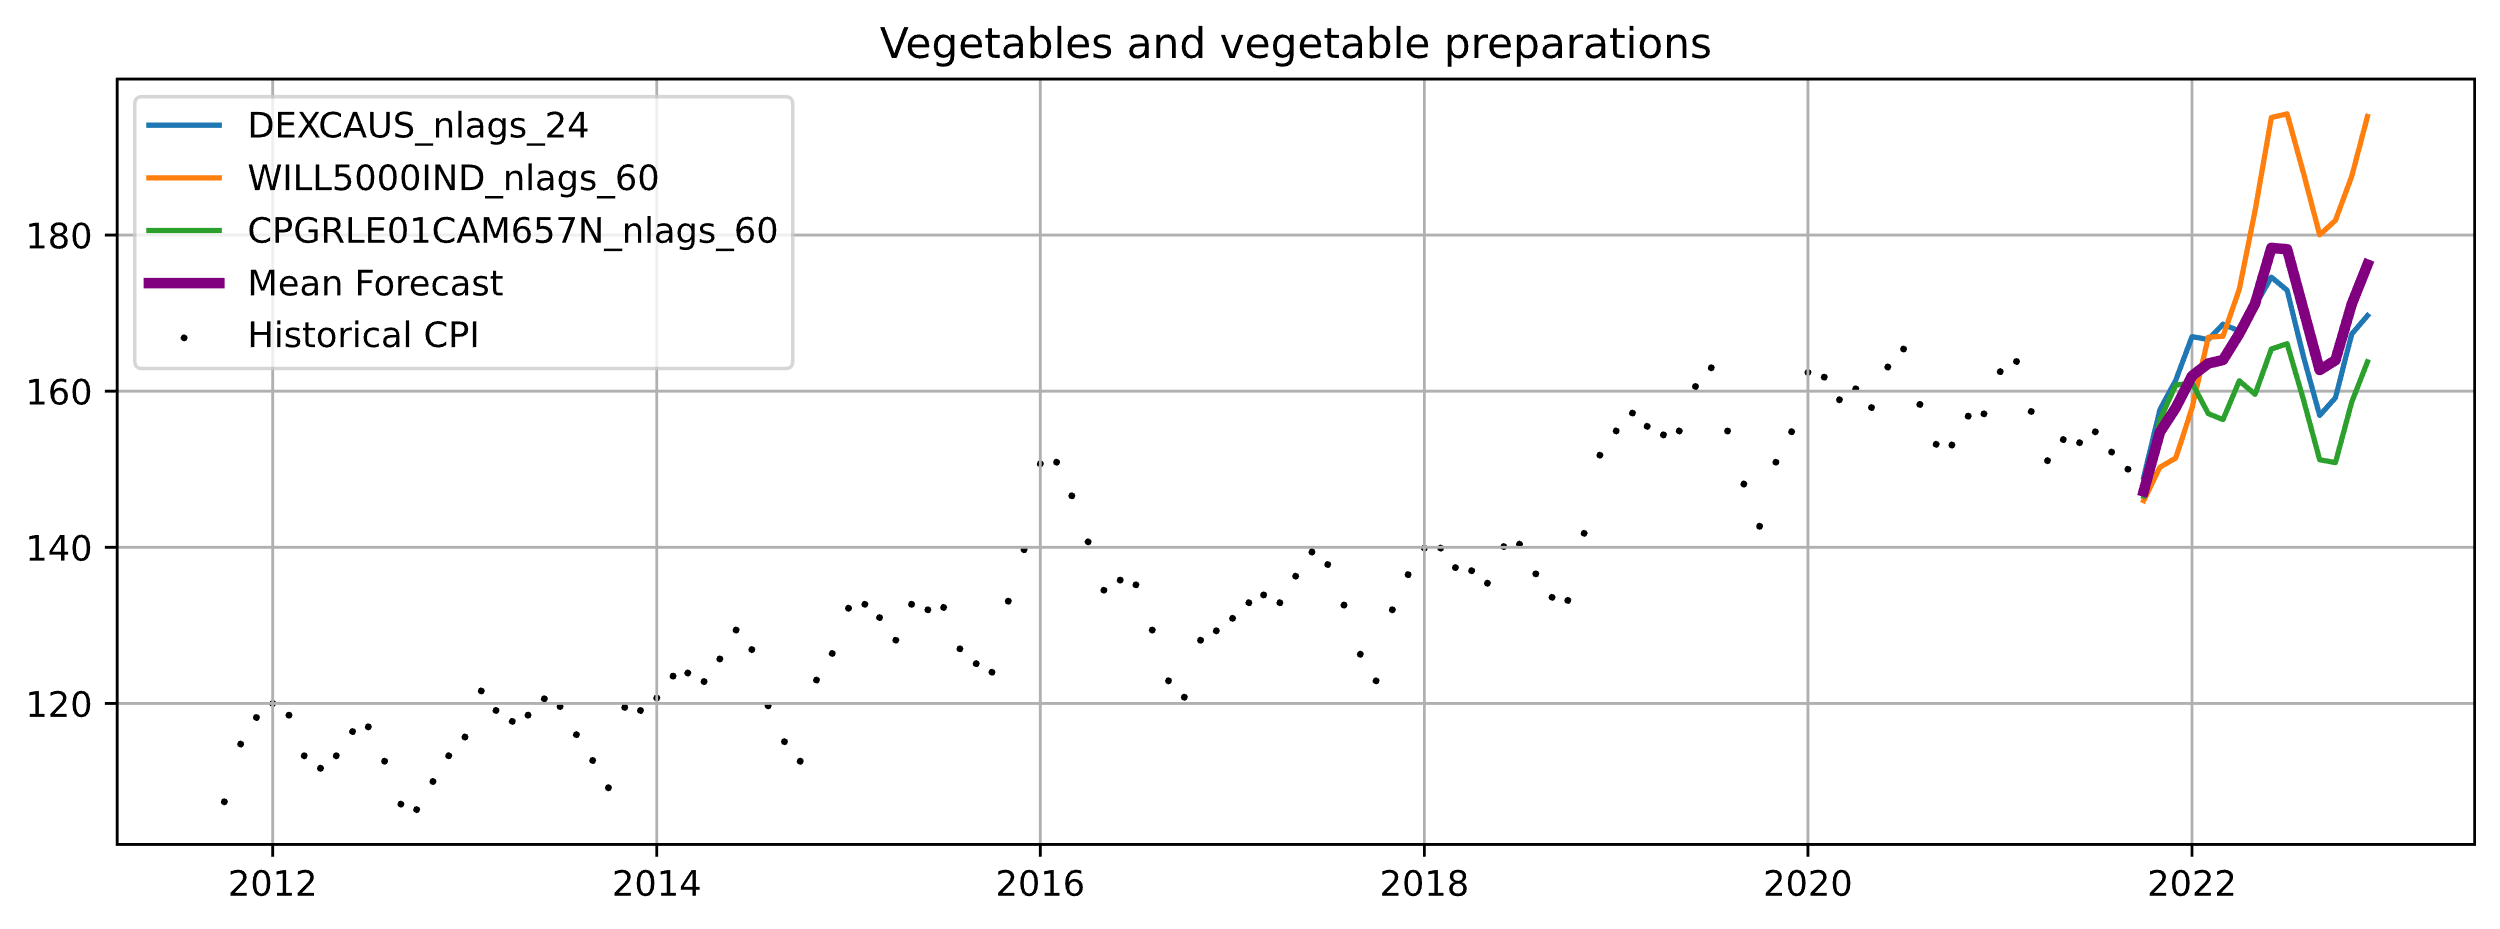 Vegetables and vegetable preparations
DEXCAUS_nlags_24
WILL5000IND_nlags_60
CPGRLE01CAM657N_nlags_60
Mean Forecast
Historical CPI
180
160
140
120
2012 2014 2016 2018 2020 2022